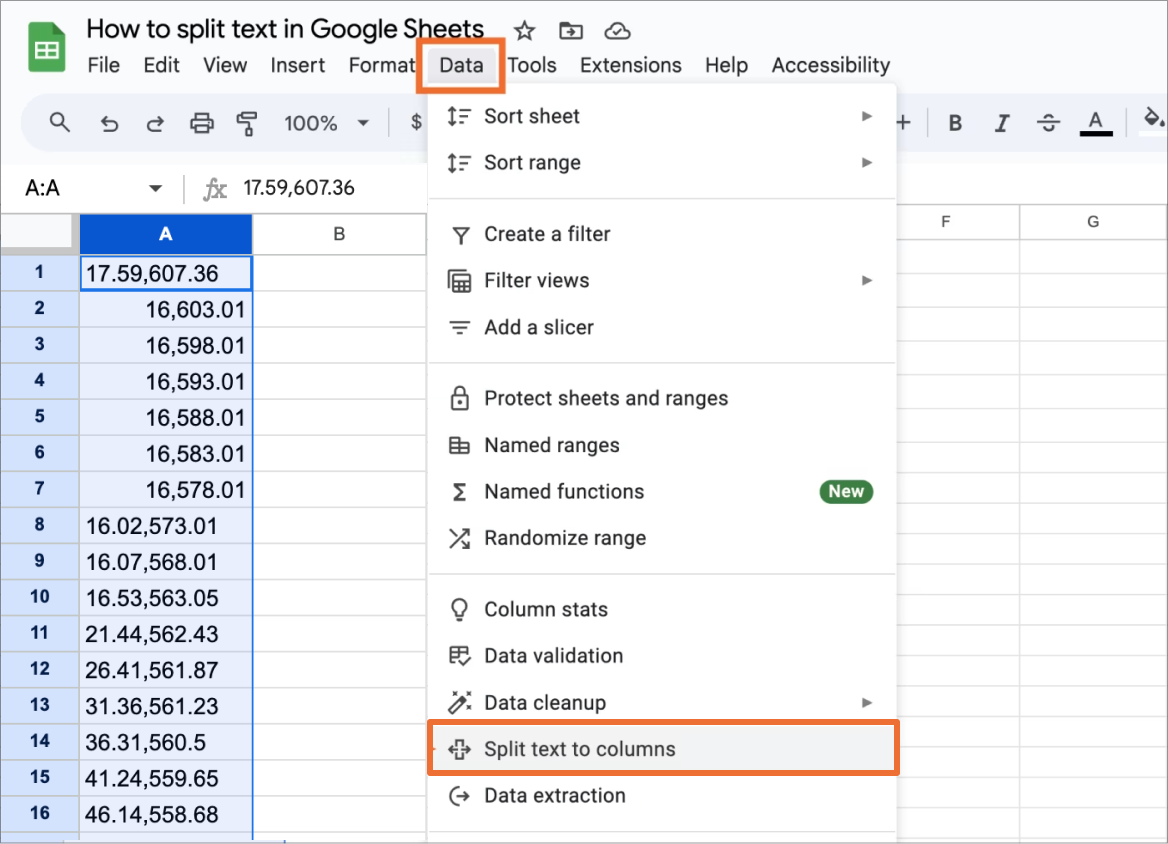 How to split text in Google Sheets
File Edit View Insert Format Data Tools Extensions Help Accessibility
100% $ + B I S A
A:A fx 17.59,607.36
A B F G
1 17.59,607.36
2 16,603.01
3 16,598.01
4 16,593.01
5 16,588.01
6 16,583.01
7 16,578.01
8 16.02,573.01
9 16.07,568.01
10 16.53,563.05
11 21.44,562.43
12 26.41,561.87
13 31.36,561.23
14 36.31,560.5
15 41.24,559.65
16 46.14,558.68
Sort sheet
Sort range
Create a filter
Filter views
Add a slicer
Protect sheets and ranges
Named ranges
Named functions New
Randomize range
Column stats
Data validation
Data cleanup
Split text to columns
Data extraction